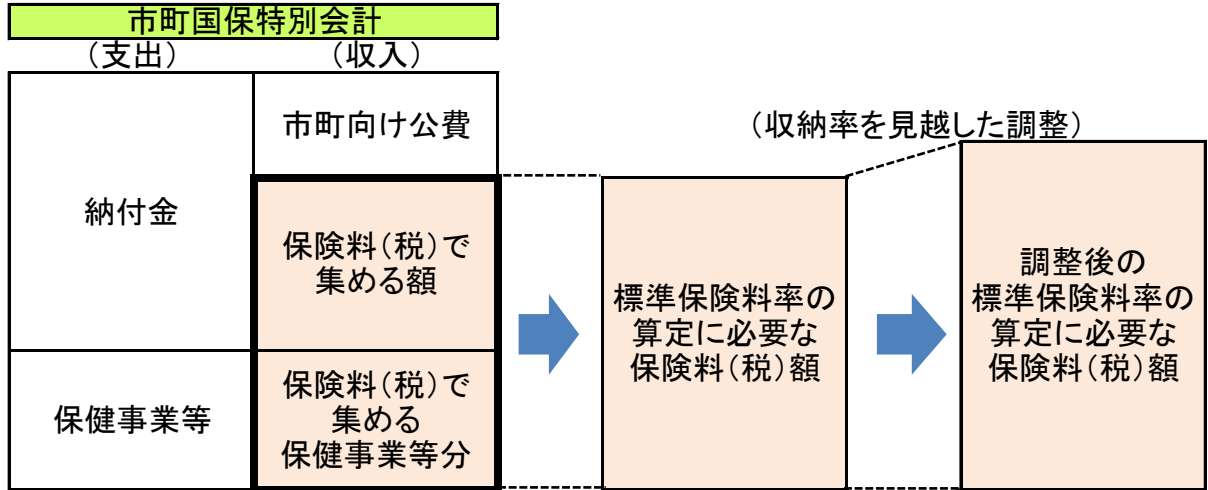 市町国保特別会計
（支出）
（収入）
市町向け公費
（収納率を見越した調整）
納付金
保険料（税）で
集める額
標準保険料率の
算定に必要な
保険料（税）額
調整後の
標準保険料率の
算定に必要な
保険料（税）額
保健事業等
保険料（税）で
集める
保健事業等分